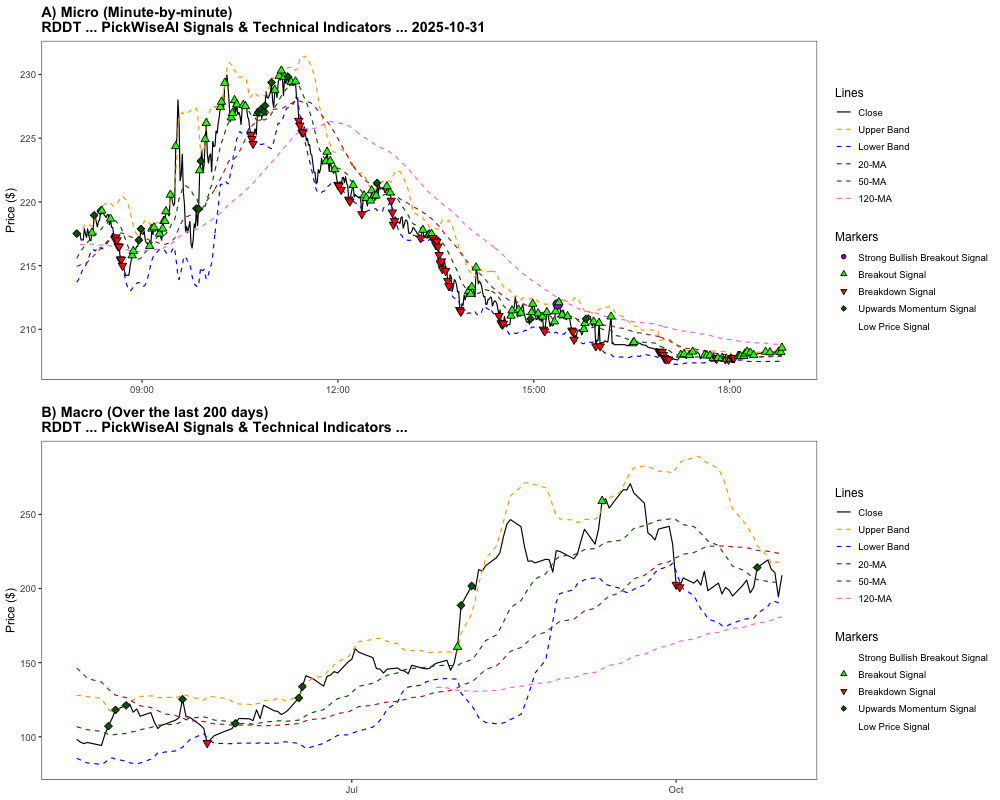 A) Micro (Minute-by-minute)
RDDT ... PickWiseAI Signals & Technical Indicators ... 2025-10-31
Price ($)
230
225
220
215
210
09:00
12:00
15:00
18:00
Lines
Close
Upper Band
Lower Band
20-MA
50-MA
120-MA
Markers
Strong Bullish Breakout Signal
Breakout Signal
Breakdown Signal
Upwards Momentum Signal
Low Price Signal
B) Macro (Over the last 200 days)
RDDT ... PickWiseAI Signals & Technical Indicators ...
Price ($)
250
200
150
100
Jul
Oct
Lines
Close
Upper Band
Lower Band
20-MA
50-MA
120-MA
Markers
Strong Bullish Breakout Signal
Breakout Signal
Breakdown Signal
Upwards Momentum Signal
Low Price Signal